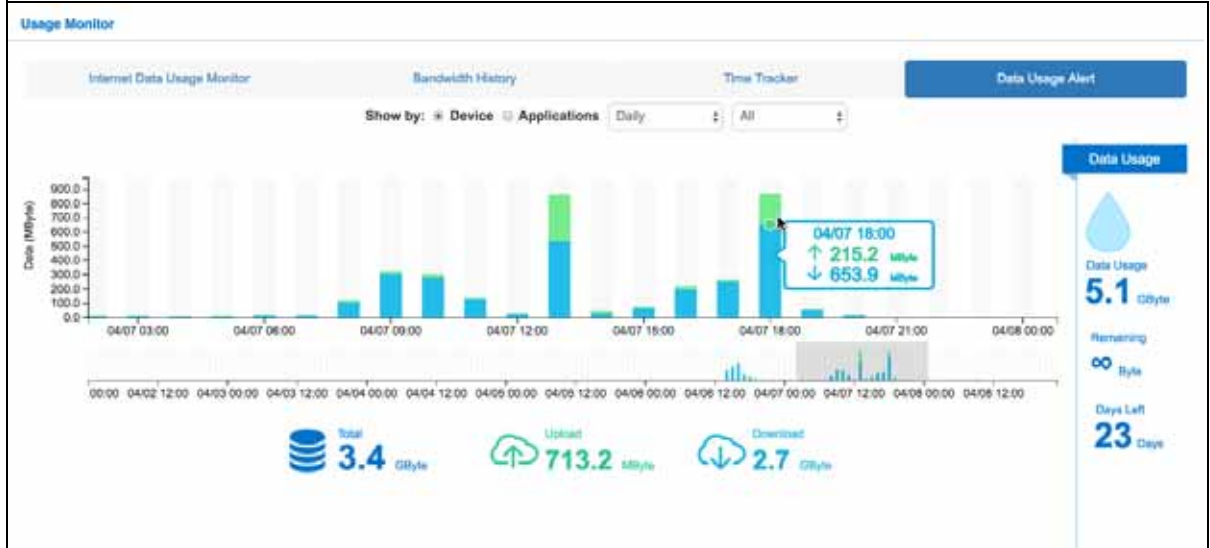 Usage Monitor
Internet Data Usage Monitor Bandwidth History Time Tracker Data Usage Alert
Show by: Device Applications Daily All
Data Usage
Data (MByte)
900.0
800.0
700.0
600.0
500.0
400.0
300.0
200.0
100.0
0.0
04/07 18:00
↑ 215.2 MByte
↓ 653.9 MByte
04/07 03:00 04/07 06:00 04/07 09:00 04/07 12:00 04/07 15:00 04/07 18:00 04/07 21:00 04/08 00:00
00:00 04/02 12:00 04/03 00:00 04/03 12:00 04/04 00:00 04/04 12:00 04/05 00:00 04/05 12:00 04/06 00:00 04/06 12:00 04/07 00:00 04/07 12:00 04/08 00:00 04/08 12:00
Total
3.4 GByte
Upload
713.2 MByte
Download
2.7 GByte
Data Usage
5.1 GByte
Remaining
∞ Byte
Days Left
23 Days